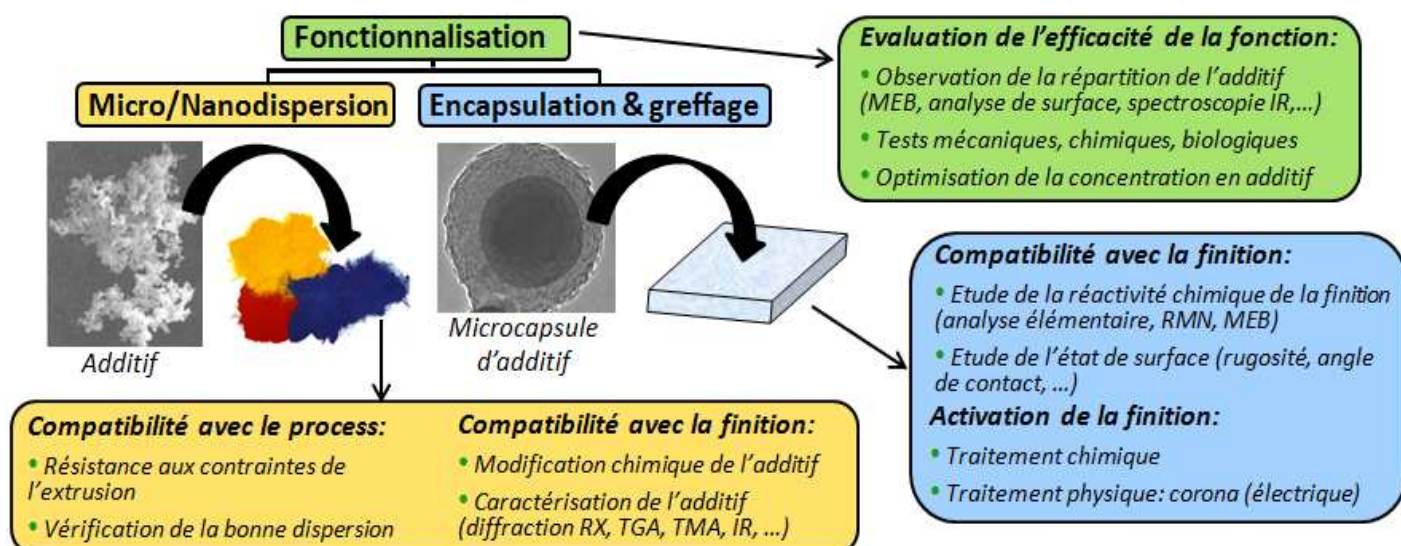 Fonctionnalisation
Micro/Nanodispersion
Encapsulation & greffage
Additif
Microcapsule
d’additif
Evaluation de l’efficacité de la fonction:
• Observation de la répartition de l’additif
(MEB, analyse de surface, spectroscopie IR,...)
• Tests mécaniques, chimiques, biologiques
• Optimisation de la concentration en additif
Compatibilité avec la finition:
• Etude de la réactivité chimique de la finition
(analyse élémentaire, RMN, MEB)
• Etude de l’état de surface (rugosité, angle
de contact, ...)
Activation de la finition:
• Traitement chimique
• Traitement physique: corona (électrique)
Compatibilité avec le process:
• Résistance aux contraintes de
l’extrusion
• Vérification de la bonne dispersion
Compatibilité avec la finition:
• Modification chimique de l’additif
• Caractérisation de l’additif
(diffraction RX, TGA, TMA, IR, ...)